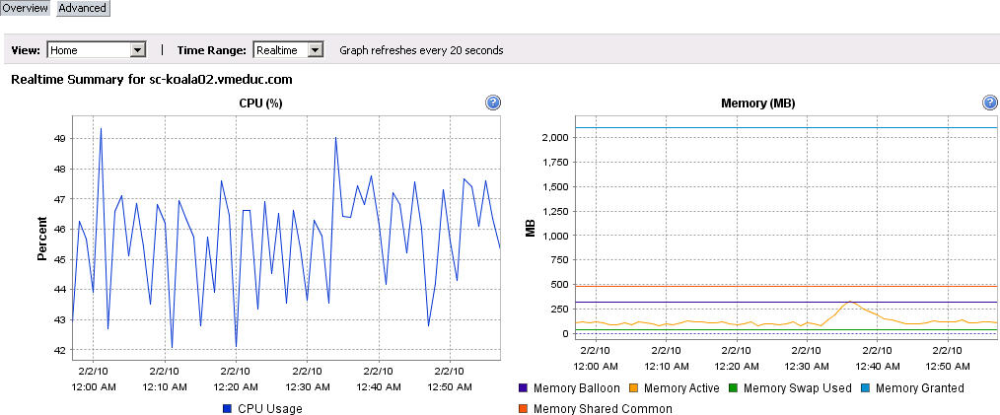 Overview Advanced
View: Home | Time Range: Realtime Graph refreshes every 20 seconds
Realtime Summary for sc-koala02.vmeduc.com
CPU (%)
?
49
48
47
46
45
44
43
42
Percent
2/2/10 2/2/10 2/2/10 2/2/10 2/2/10 2/2/10
12:00 AM 12:10 AM 12:20 AM 12:30 AM 12:40 AM 12:50 AM
CPU Usage
Memory (MB)
?
2,000
1,750
1,500
1,250
1,000
750
500
250
0
MB
2/2/10 2/2/10 2/2/10 2/2/10 2/2/10 2/2/10
12:00 AM 12:10 AM 12:20 AM 12:30 AM 12:40 AM 12:50 AM
Memory Balloon Memory Active Memory Swap Used Memory Granted
Memory Shared Common